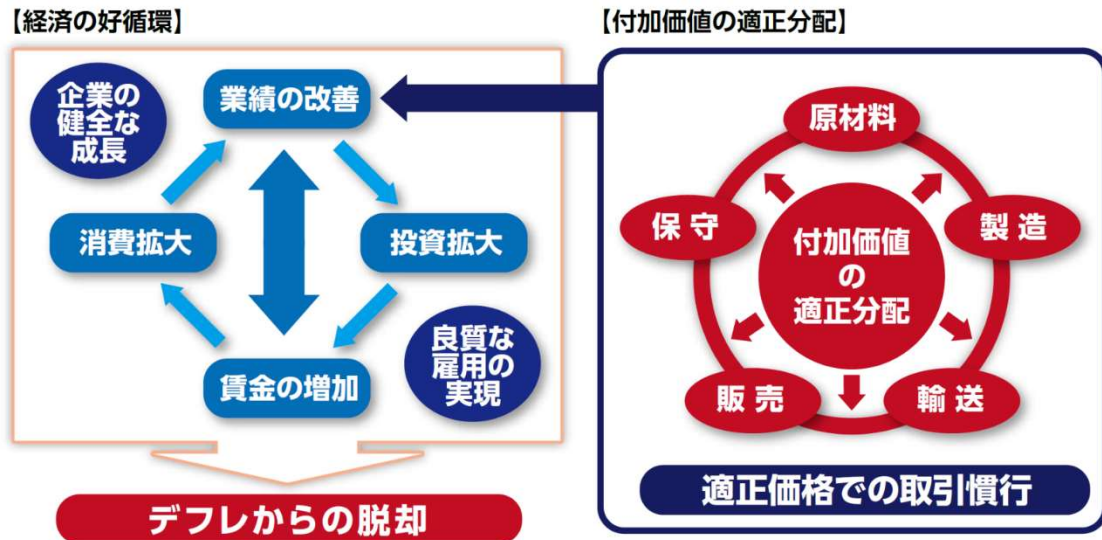 【経済の好循環】
企業の
健全な
成長
業績の改善
消費拡大
投資拡大
賃金の増加
良質な
雇用の
実現
デフレからの脱却
【付加価値の適正分配】
原材料
保守
製造
付加価値
の
適正分配
販売
輸送
適正価格での取引慣行